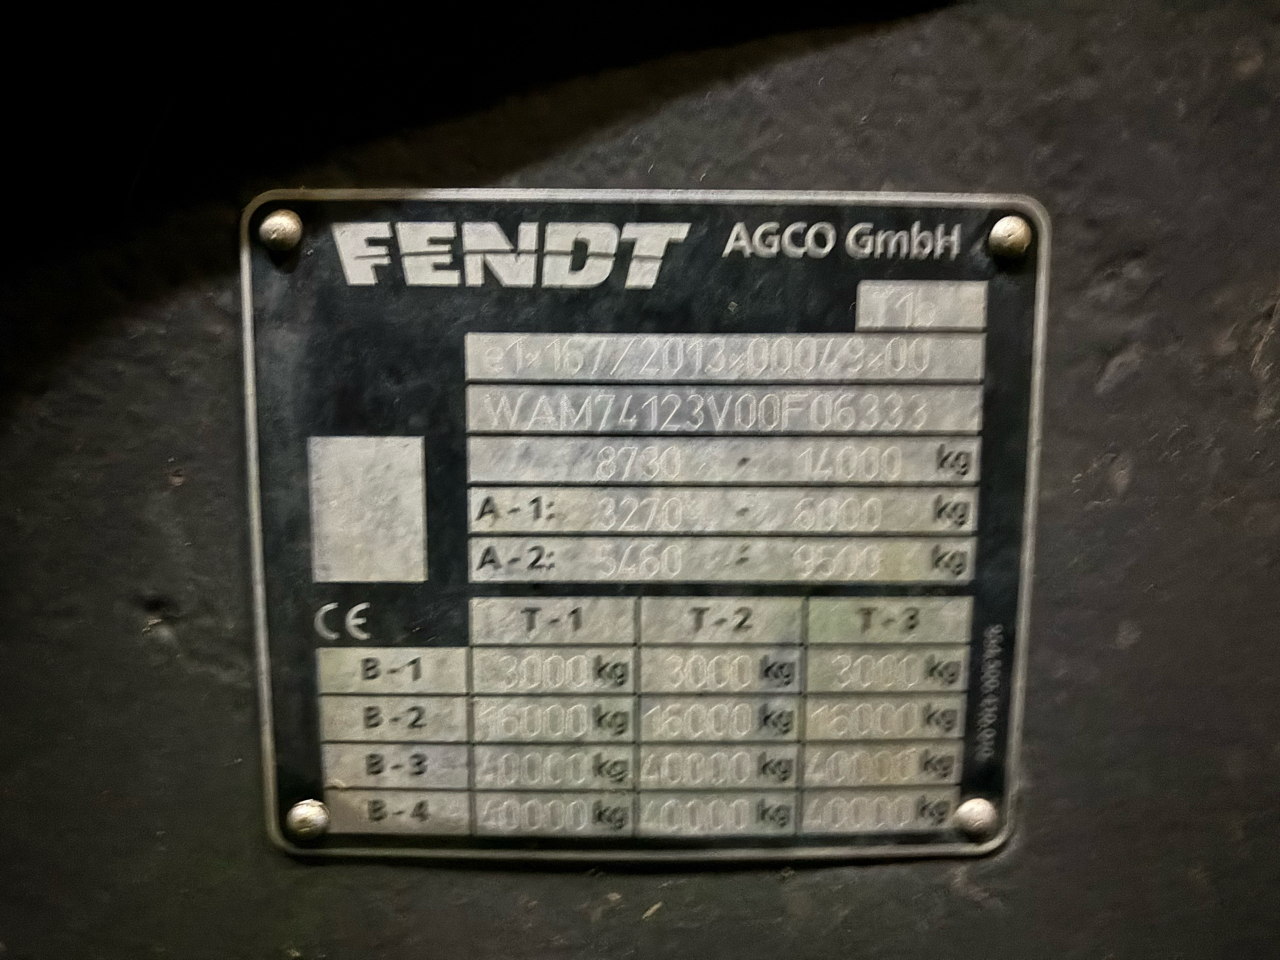 FENDT AGCO GmbH
T1a
e1*167/2013*00049*00
WAM74123V00F06333
8730 - 14000 kg
A-1: 3270 - 6000 kg
A-2: 5460 - 9500 kg
CE T-1 T-2 T-3
B-1 3000 kg 3000 kg 3000 kg
B-2 16000 kg 16000 kg 16000 kg
B-3 40000 kg 40000 kg 40000 kg
B-4 40000 kg 40000 kg 40000 kg